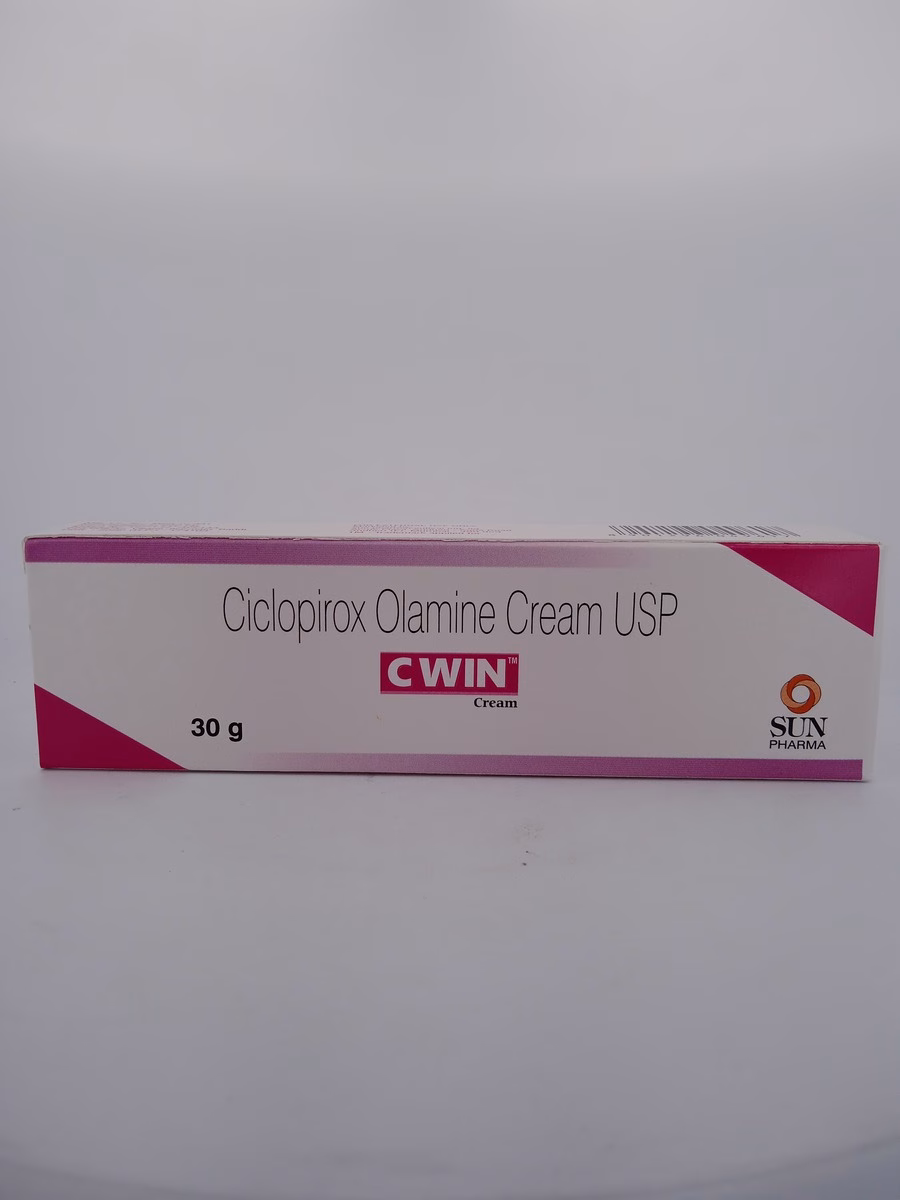 Ciclopirox Olamine Cream USP
C WIN™
Cream
30 g
SUN
PHARMA